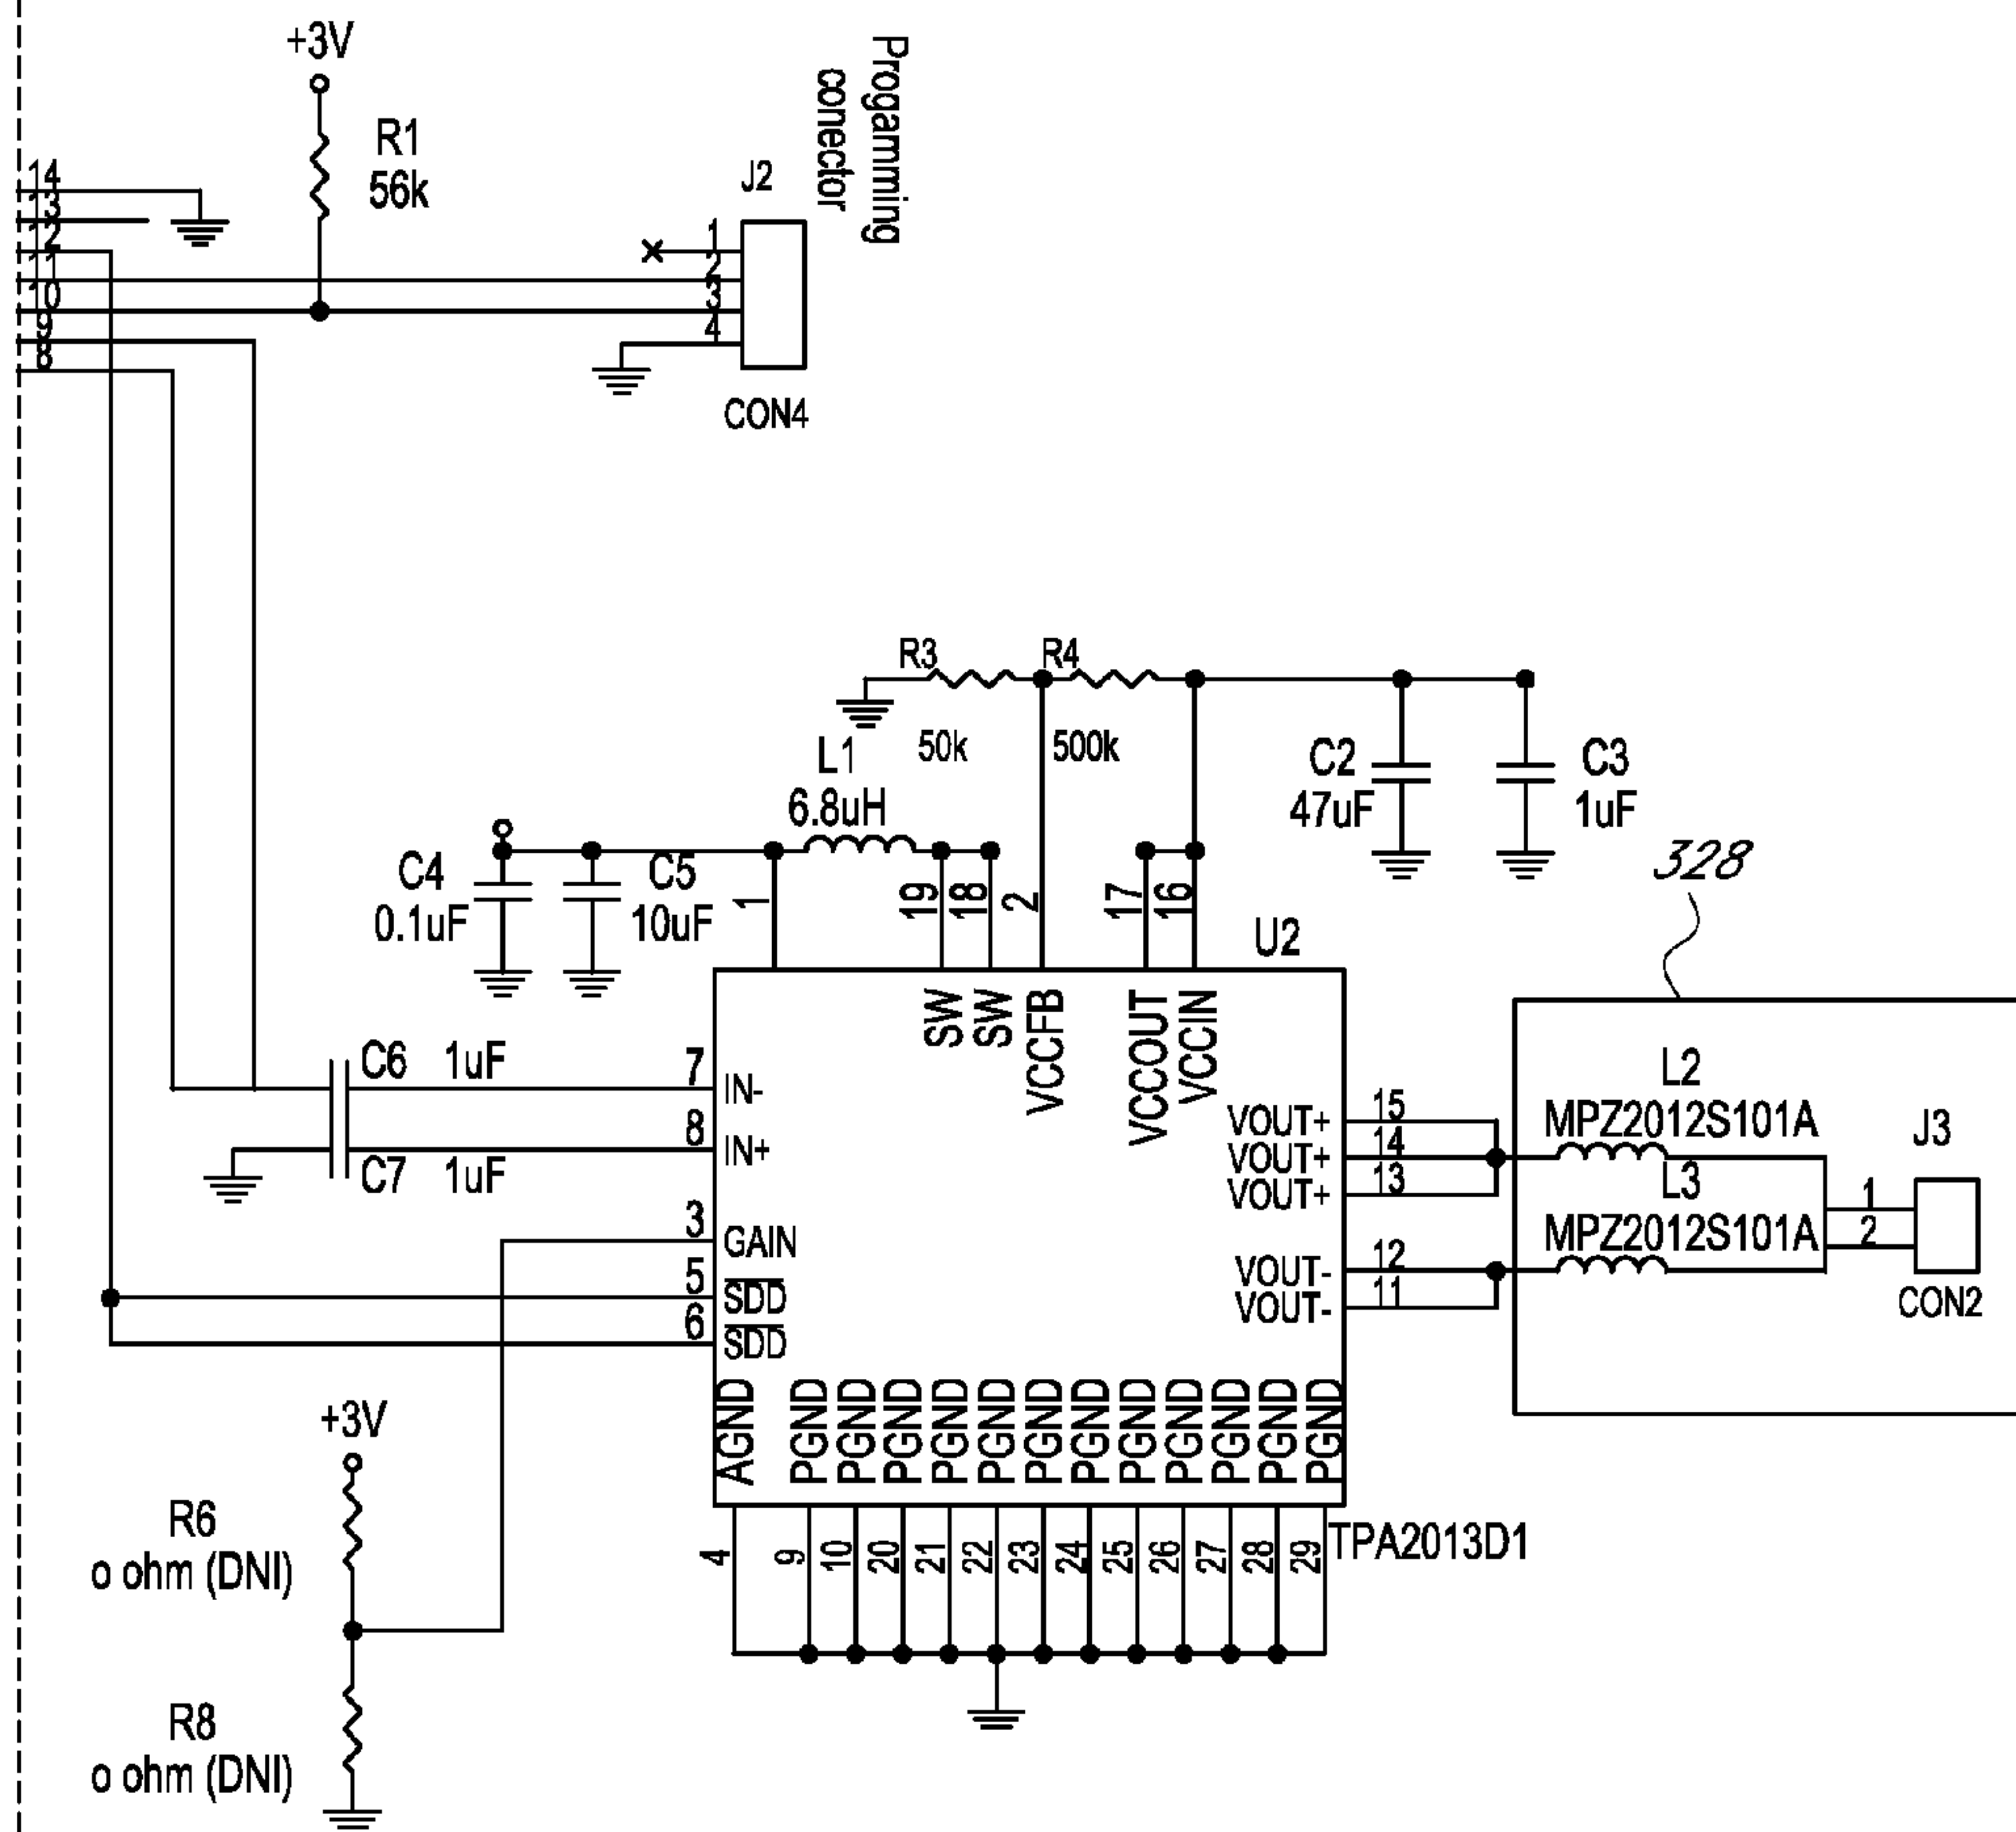 +3V
R1
56k
Progamming
conector
J2
14
13
12
11
10
9
8
1
2
3
4
CON4
R3
R4
50k
500k
L1
6.8uH
C2
47uF
C3
1uF
328
C4
0.1uF
C5
10uF
1
19
18
2
17
16
U2
SW
SW
VCCFB
VCCOUT
VCCIN
C6 1uF
7
IN-
8
IN+
C7 1uF
3
GAIN
5
SDD
6
SDD
VOUT+
15
VOUT+
14
VOUT+
13
VOUT-
12
VOUT-
11
L2
MPZ2012S101A
L3
MPZ2012S101A
J3
1
2
CON2
AGND
PGND
PGND
PGND
PGND
PGND
PGND
PGND
PGND
PGND
PGND
PGND
PGND
4
9
10
20
21
22
23
24
25
26
27
28
29
TPA2013D1
+3V
R6
o ohm (DNI)
R8
o ohm (DNI)